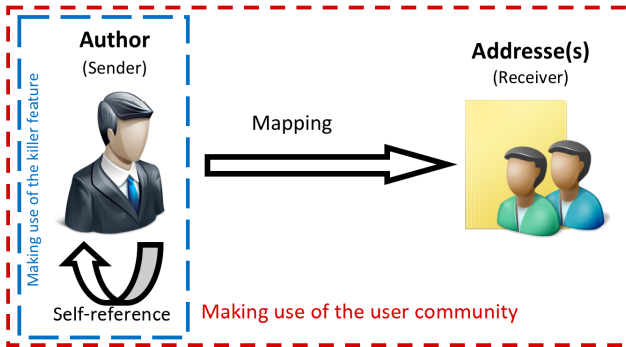 Author
(Sender)
Addresse(s)
(Receiver)
Making use of the killer feature
Mapping
Self-reference
Making use of the user community